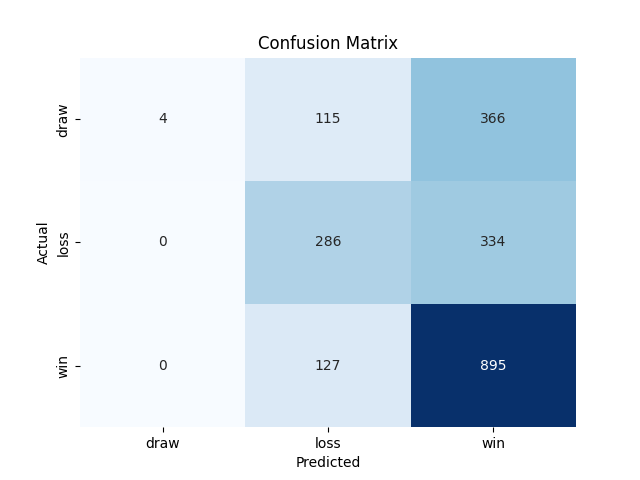 Confusion Matrix
draw 4 115 366
loss 0 286 334
win 0 127 895
Actual
draw loss win
Predicted